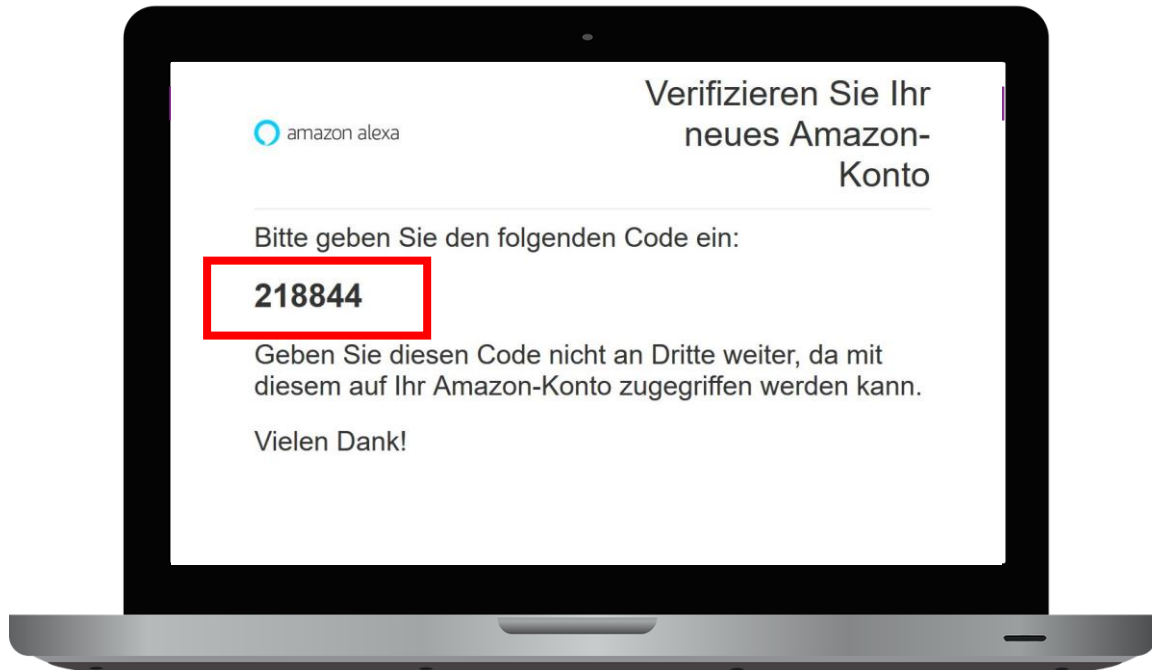 amazon alexa
Verifizieren Sie Ihr
neues Amazon-
Konto
Bitte geben Sie den folgenden Code ein:
218844
Geben Sie diesen Code nicht an Dritte weiter, da mit
diesem auf Ihr Amazon-Konto zugegriffen werden kann.
Vielen Dank!